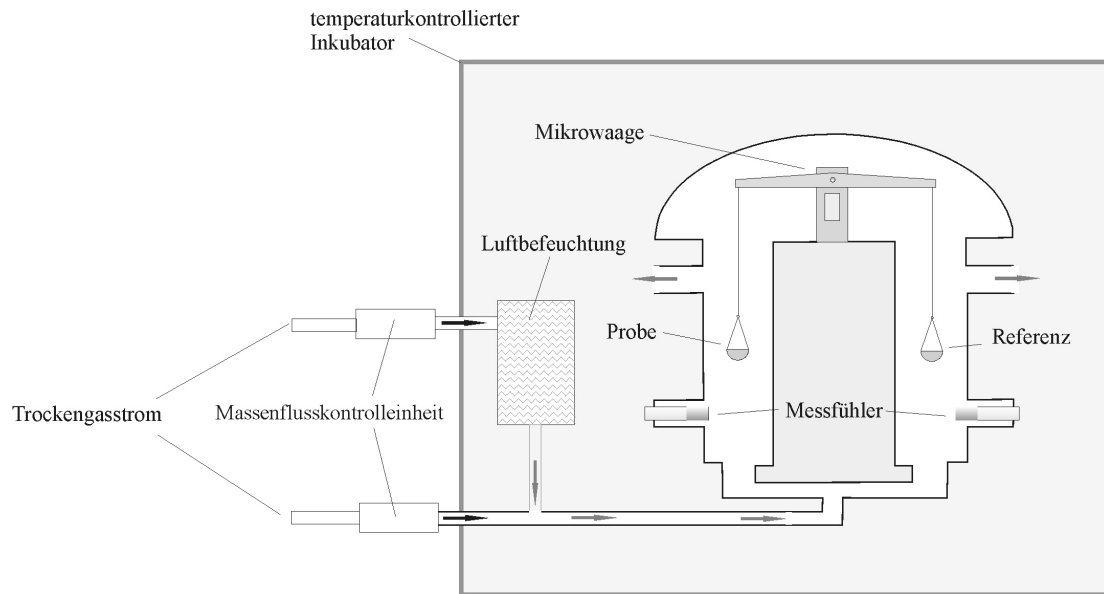 temperaturkontrollierter
Inkubator
Mikrowaage
Luftbefeuchtung
Probe
Referenz
Trockengasstrom
Massenflusskontrolleinheit
Messfühler